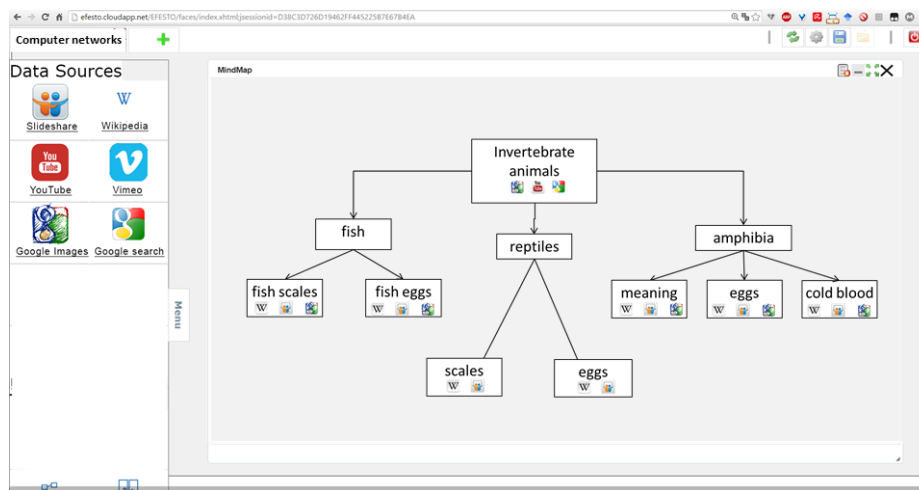 efesto.cloudapp.net/EFESTO/faces/index.xhtml;jsessionid=D38C3D726D19462FF44522587E67B4EA
Computer networks
Data Sources
Slideshare
W
Wikipedia
You
Tube
YouTube
Vimeo
Google Images
Google search
Menu
MindMap
Invertebrate
animals
fish
reptiles
amphibia
fish scales
fish eggs
meaning
eggs
cold blood
scales
eggs